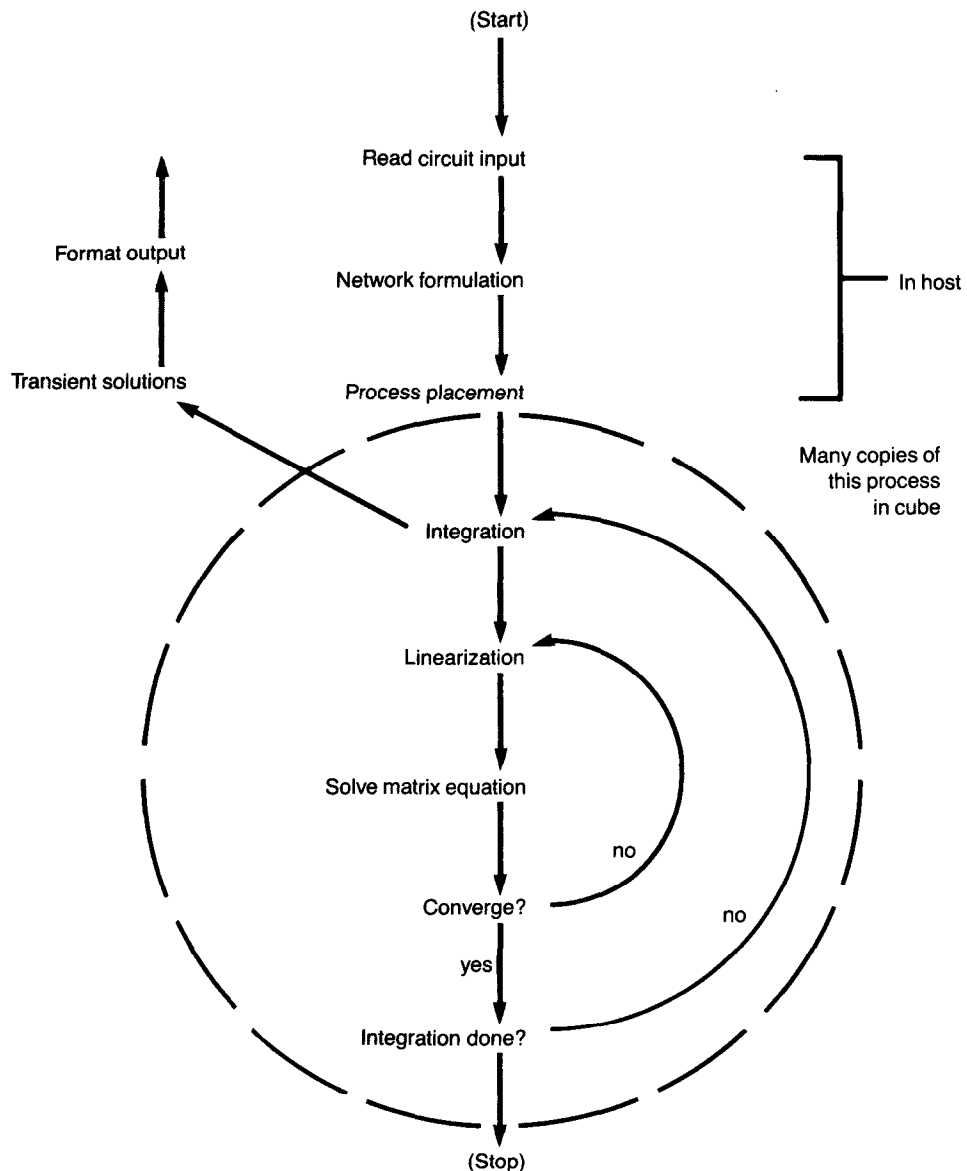 (Start)
Read circuit input
Format output
Network formulation
In host
Transient solutions
Process placement
Many copies of
this process
in cube
Integration
Linearization
Solve matrix equation
no
Converge?
no
yes
Integration done?
(Stop)